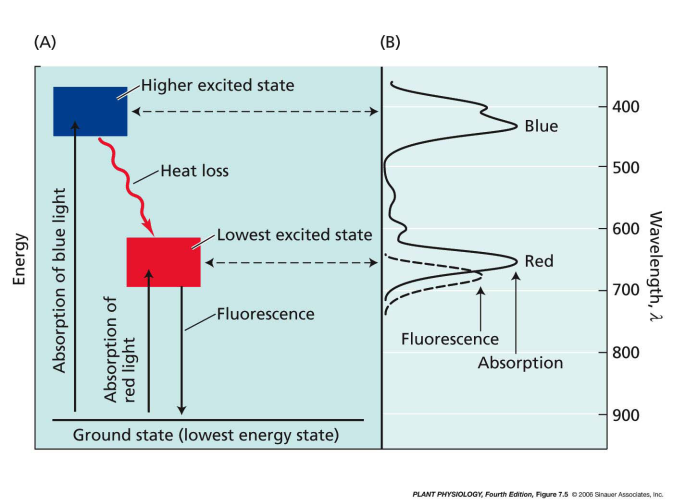 (A)
(B)
Higher excited state
400
Blue
Heat loss
500
Absorption of blue light
Energy
Lowest excited state
600
Wavelength, λ
Red
Absorption of
red light
Fluorescence
700
Fluorescence
Absorption
800
900
Ground state (lowest energy state)
PLANT PHYSIOLOGY, Fourth Edition, Figure 7.5 © 2006 Sinauer Associates, Inc.